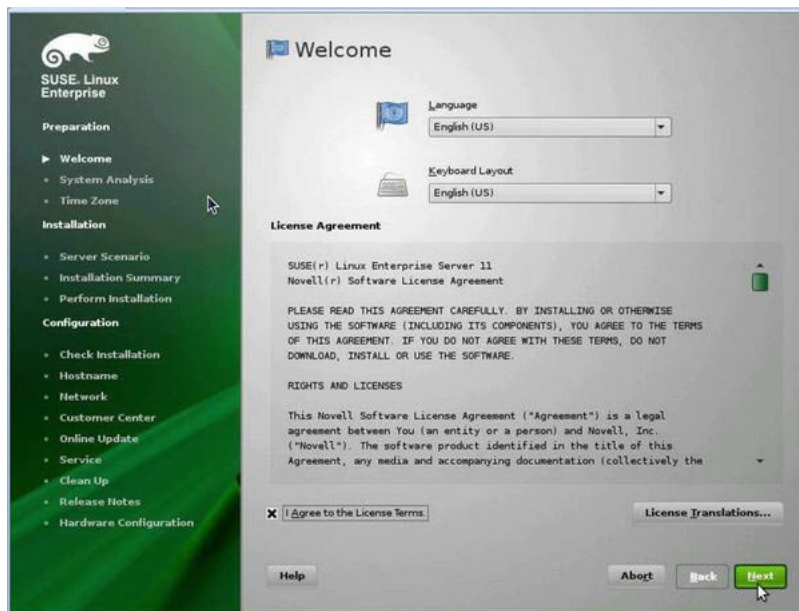 SUSE. Linux
Enterprise
Preparation
Welcome
System Analysis
Time Zone
Installation
Server Scenario
Installation Summary
Perform Installation
Configuration
Check Installation
Hostname
Network
Customer Center
Online Update
Service
Clean Up
Release Notes
Hardware Configuration
Welcome
Language
English (US)
Keyboard Layout
English (US)
License Agreement
SUSE(r) Linux Enterprise Server 11
Novell(r) Software License Agreement
PLEASE READ THIS AGREEMENT CAREFULLY. BY INSTALLING OR OTHERWISE
USING THE SOFTWARE (INCLUDING ITS COMPONENTS), YOU AGREE TO THE TERMS
OF THIS AGREEMENT. IF YOU DO NOT AGREE WITH THESE TERMS, DO NOT
DOWNLOAD, INSTALL OR USE THE SOFTWARE.
RIGHTS AND LICENSES
This Novell Software License Agreement ("Agreement") is a legal
agreement between You (an entity or a person) and Novell, Inc.
("Novell"). The software product identified in the title of this
Agreement, any media and accompanying documentation (collectively the
I Agree to the License Terms.
License Translations...
Help
Abort
Back
Next